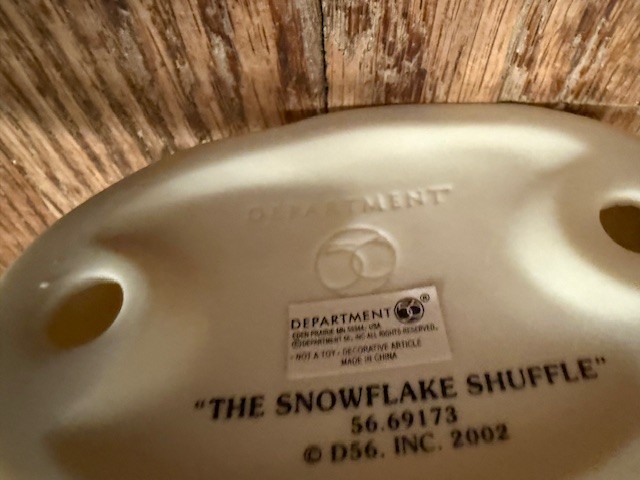 DEPARTMENT
56
DEPARTMENT 56®
EDEN PRAIRIE MN 55344, USA
©DEPARTMENT 56, INC ALL RIGHTS RESERVED.
- NOT A TOY - DECORATIVE ARTICLE
MADE IN CHINA
"THE SNOWFLAKE SHUFFLE"
56.69173
© D56. INC. 2002